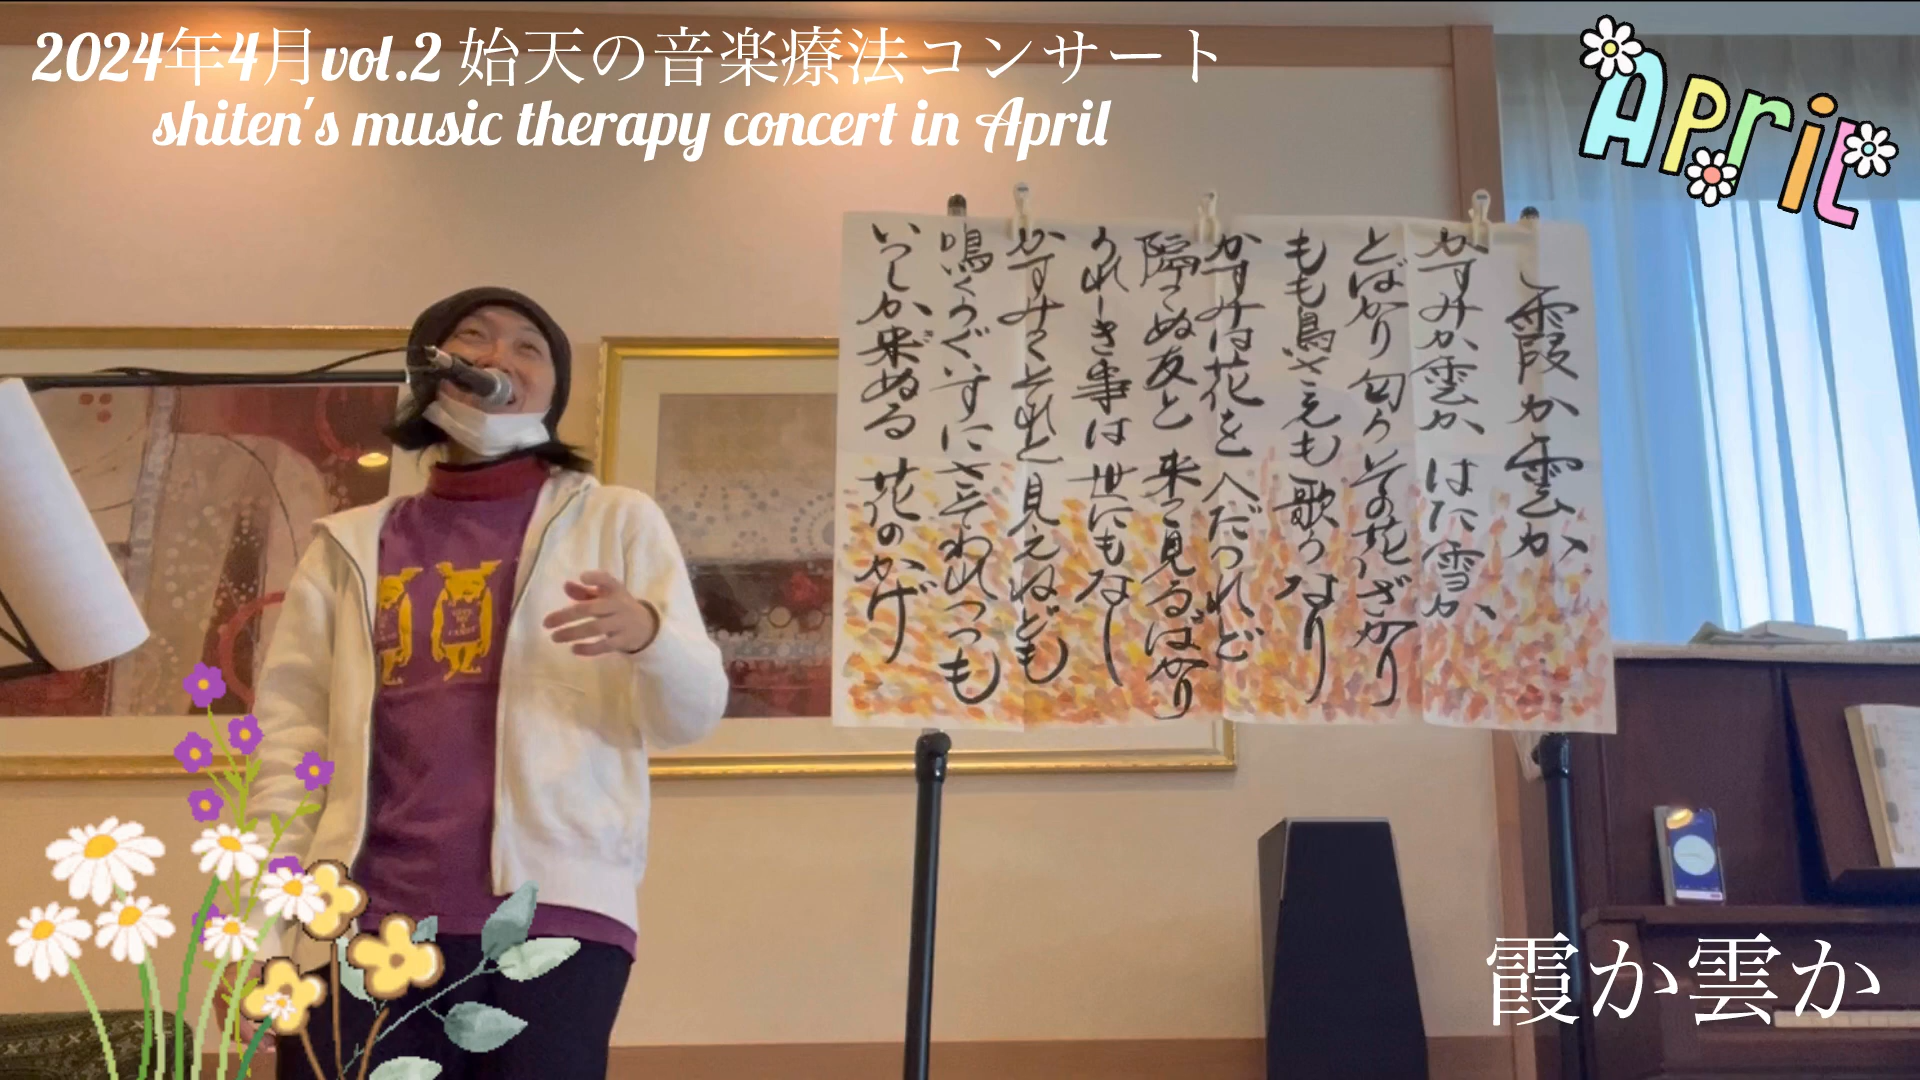 2024年4月vol.2 始天の音楽療法コンサート
shiten's music therapy concert in April
APriL
霞か雲か
かすみか雲か はた雪か
とばかり匂う その花ざかり
もも鳥さえも 歌うなり
かすみは花を へだつれど
隔てぬ友と 来て見るばかり
うれしき事は 世にもなし
かすみてそれと 見えねども
鳴くうぐいすに さそわれつつも
いつしか来ぬる 花のかげ
霞か雲か